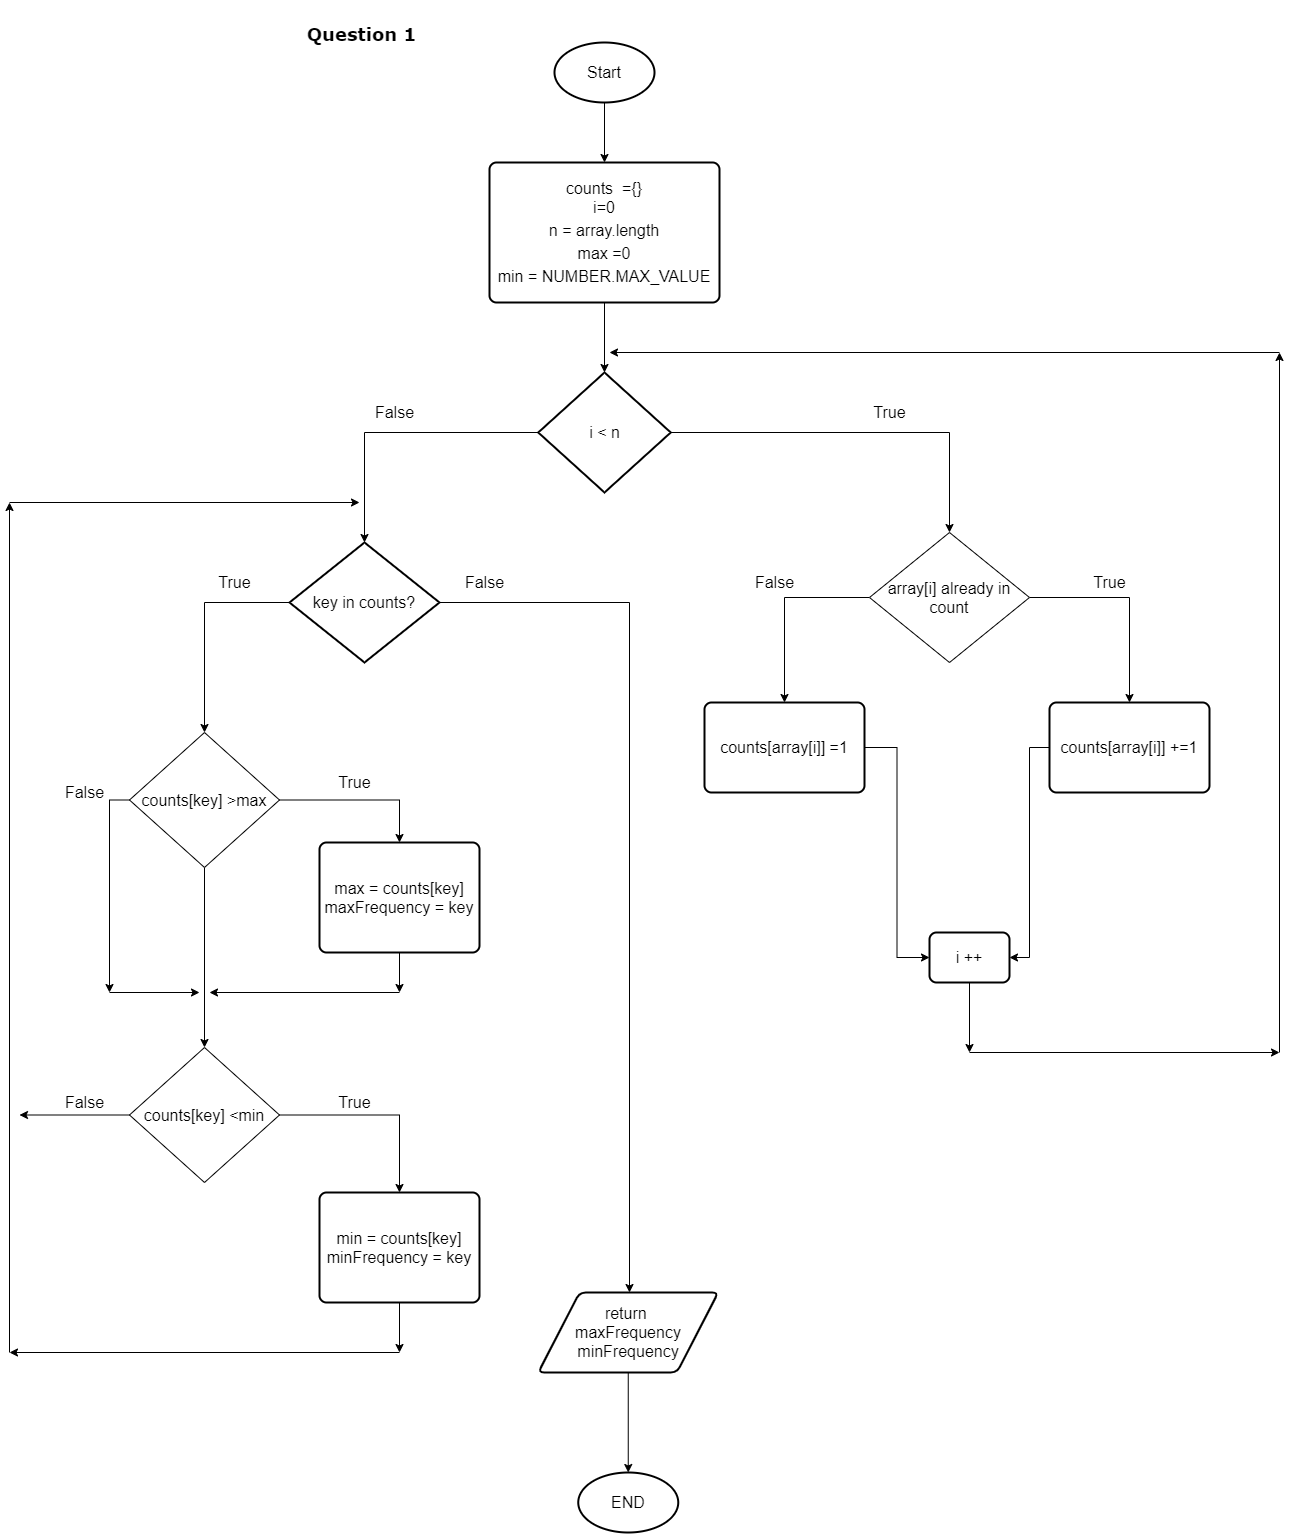 Question 1
Start
counts  ={}
i=0
n = array.length
max =0
min = NUMBER.MAX_VALUE
False
True
i < n
True
False
key in counts?
False
True
array[i] already in
count
counts[array[i]] =1
counts[array[i]] +=1
False
True
counts[key] >max
max = counts[key]
maxFrequency = key
i ++
False
True
counts[key] <min
min = counts[key]
minFrequency = key
return
maxFrequency
minFrequency
END